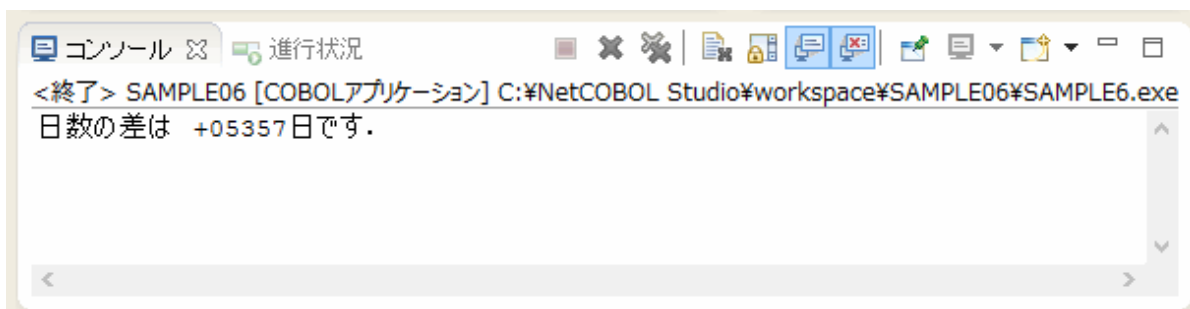 コンソール 進行状況
<終了> SAMPLE06 [COBOLアプリケーション] C:¥NetCOBOL Studio¥workspace¥SAMPLE06¥SAMPLE6.exe
日数の差は +05357日です.